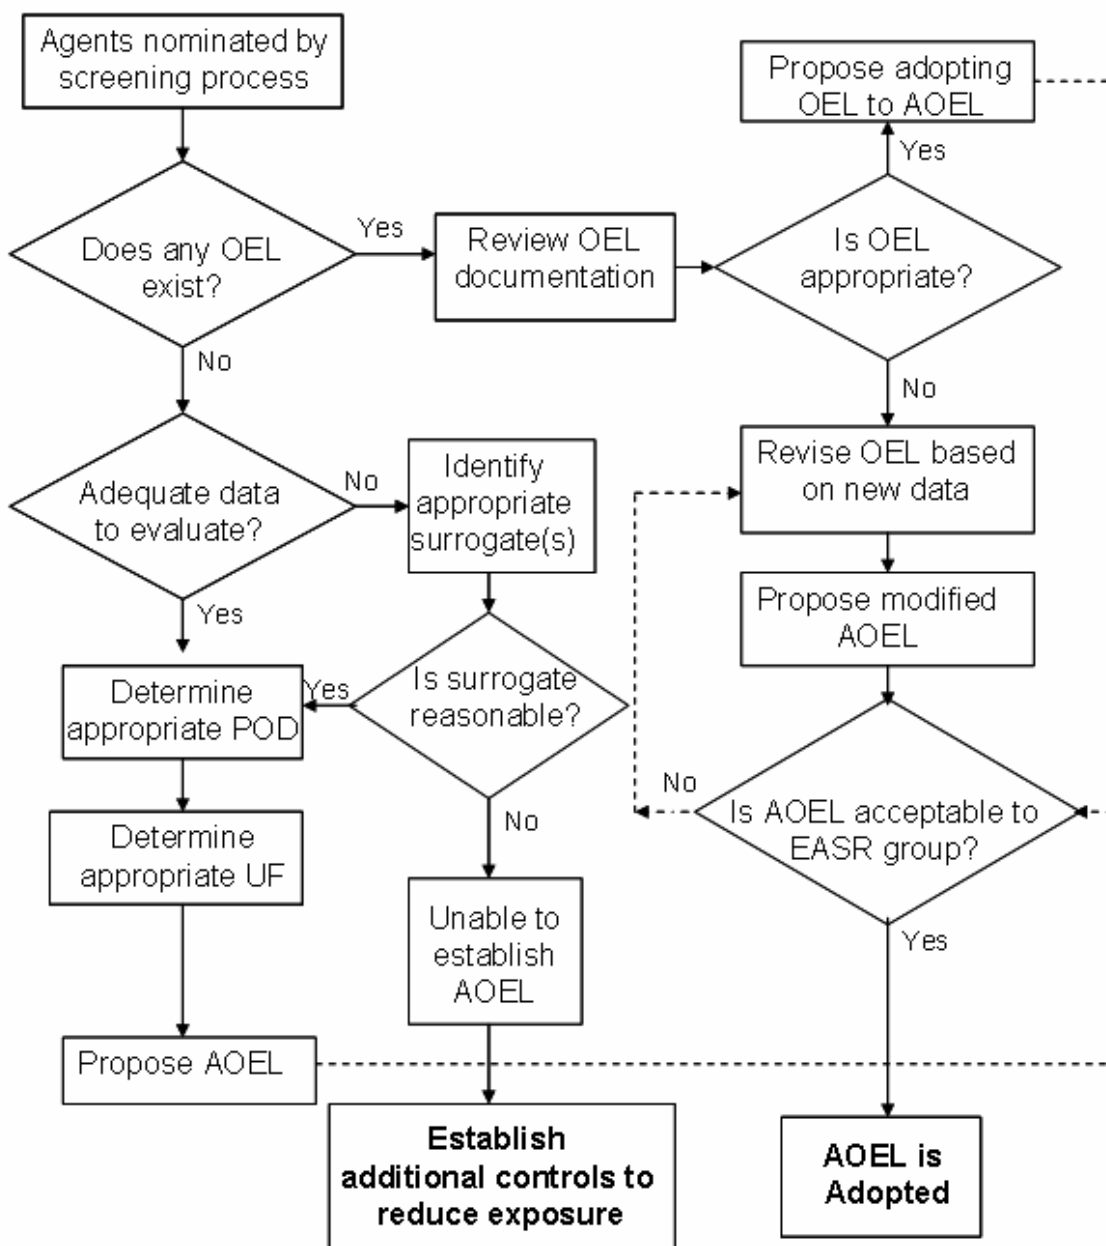 Agents nominated by
screening process
Does any OEL
exist?
Yes
Review OEL
documentation
Is OEL
appropriate?
Yes
Propose adopting
OEL to AOEL
No
Revise OEL based
on new data
Propose modified
AOEL
Is AOEL acceptable to
EASR group?
No
Yes
AOEL is
Adopted
No
Adequate data
to evaluate?
No
Identify
appropriate
surrogate(s)
Is surrogate
reasonable?
Yes
Yes
Determine
appropriate POD
Determine
appropriate UF
Propose AOEL
No
Unable to
establish
AOEL
Establish
additional controls to
reduce exposure